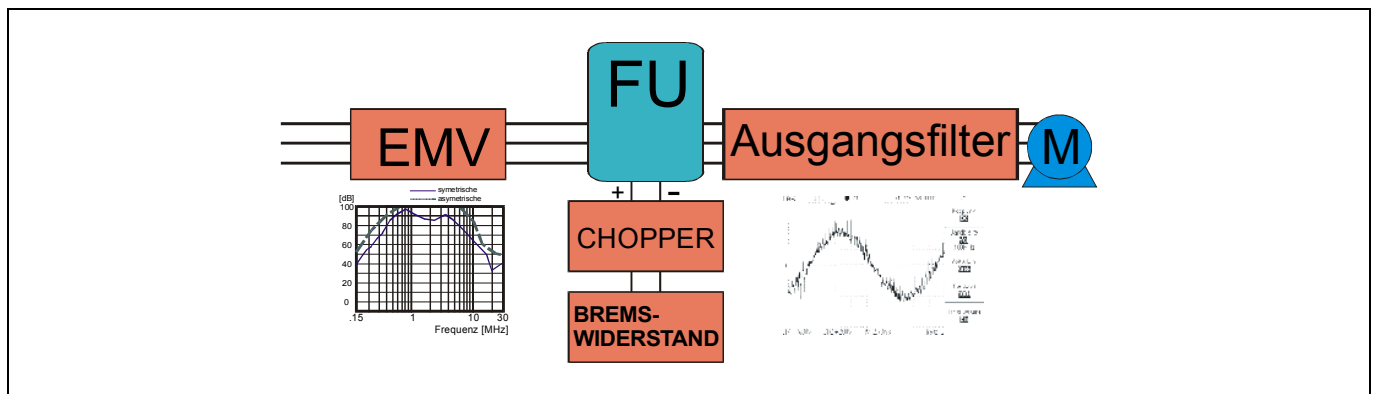 FU
EMV
Ausgangsfilter
M
+ -
CHOPPER
BREMS-
WIDERSTAND
symetrische
asymetrische
[dB]
100
80
60
40
20
0
.15 1 10 30
Frequenz [MHz]